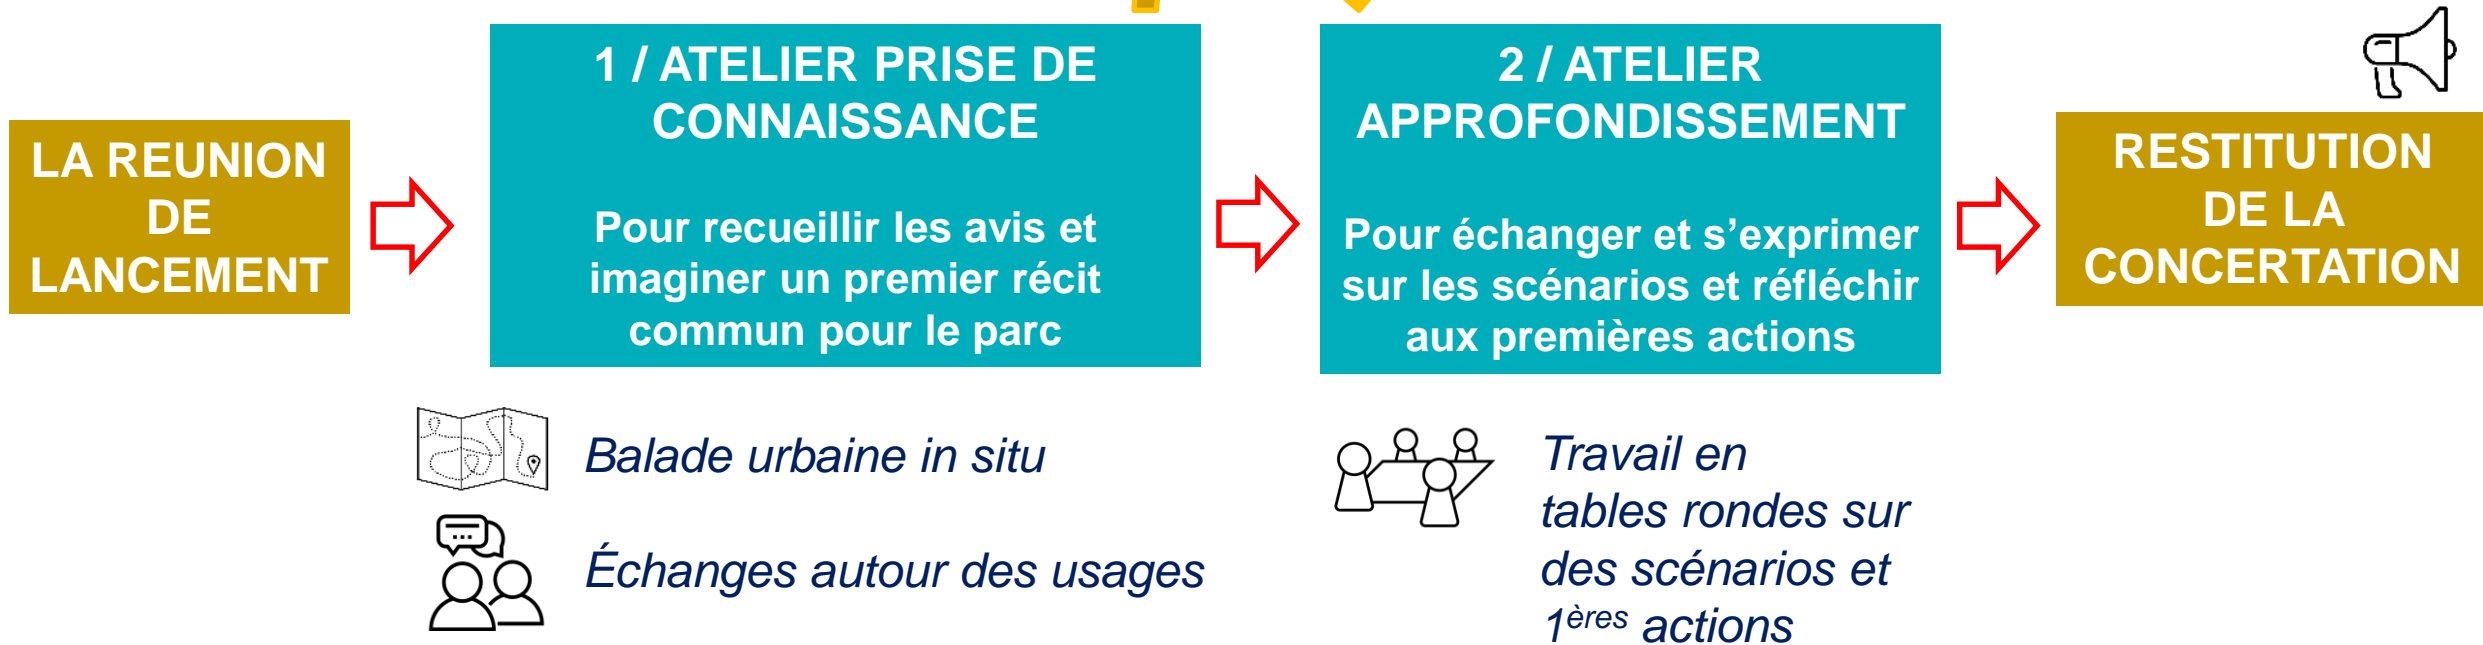 LA REUNION
DE
LANCEMENT
1 / ATELIER PRISE DE
CONNAISSANCE
Pour recueillir les avis et
imaginer un premier récit
commun pour le parc
Balade urbaine in situ
Échanges autour des usages
2 / ATELIER
APPROFONDISSEMENT
Pour échanger et s’exprimer
sur les scénarios et réfléchir
aux premières actions
Travail en
tables rondes sur
des scénarios et
1ères actions
RESTITUTION
DE LA
CONCERTATION